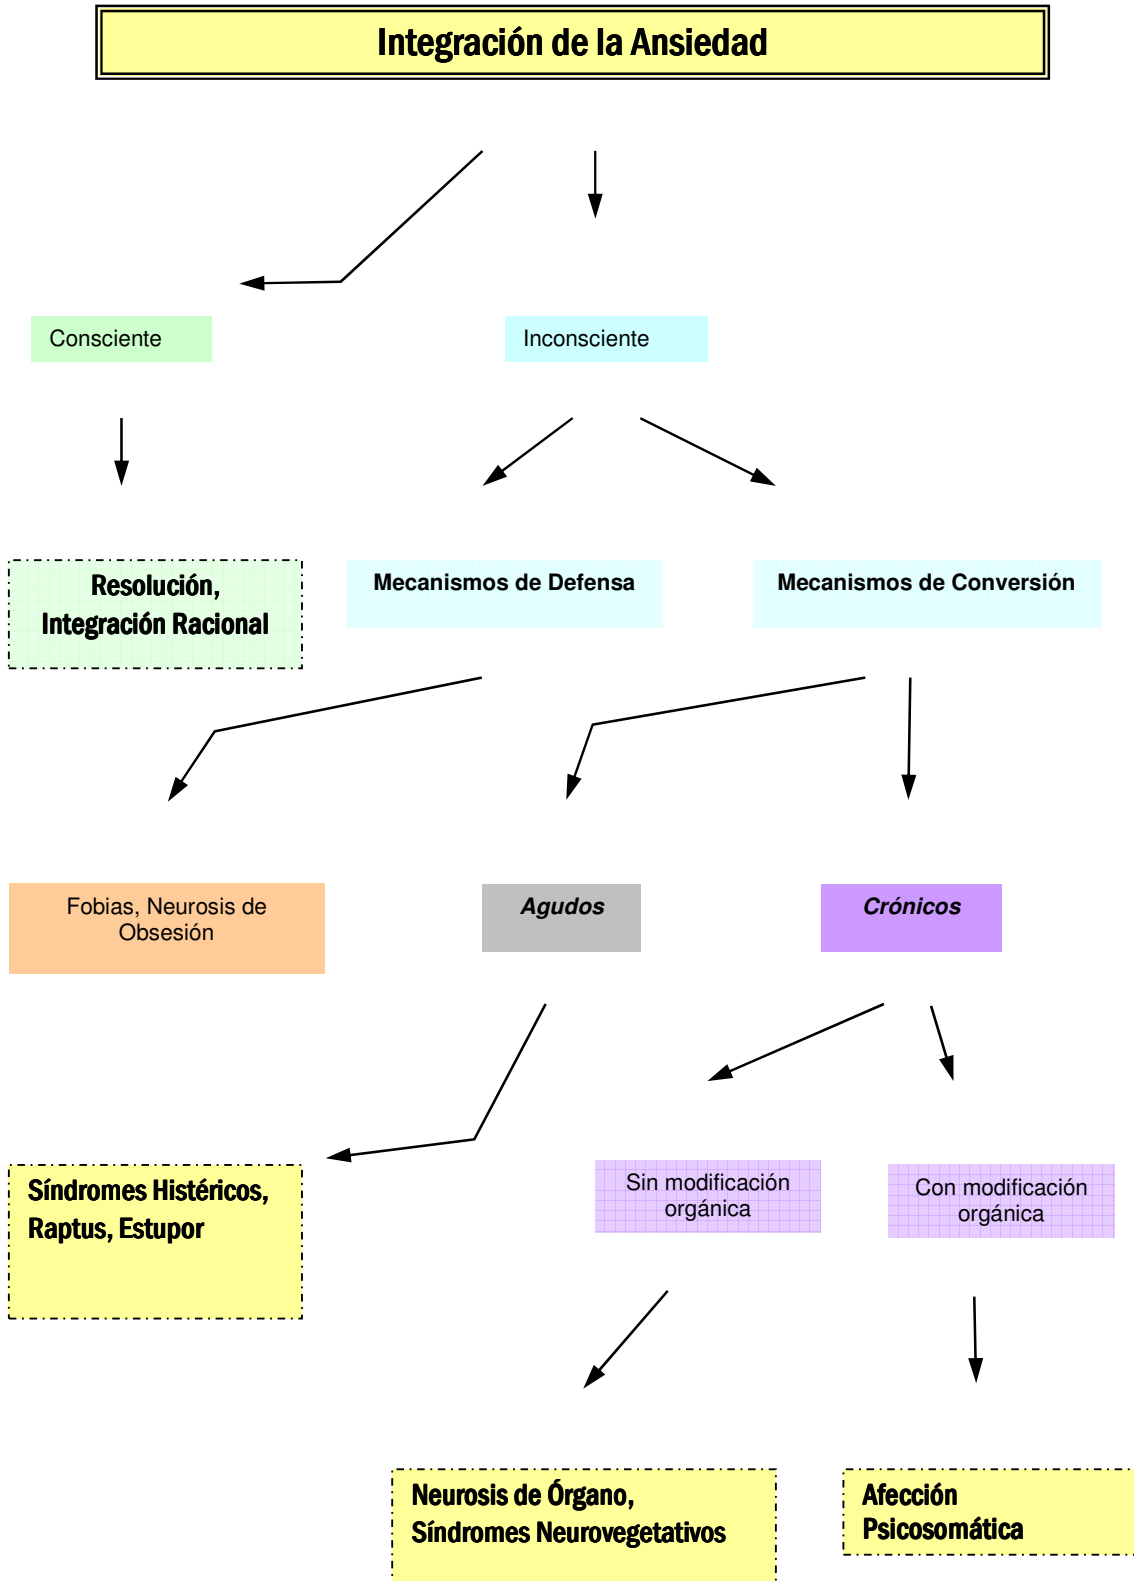 Integración de la Ansiedad
Consciente
Inconsciente
Resolución,
Integración Racional
Mecanismos de Defensa
Mecanismos de Conversión
Fobias, Neurosis de
Obsesión
Agudos
Crónicos
Síndromes Histéricos,
Raptus, Estupor
Sin modificación
orgánica
Con modificación
orgánica
Neurosis de Órgano,
Síndromes Neurovegetativos
Afección
Psicosomática